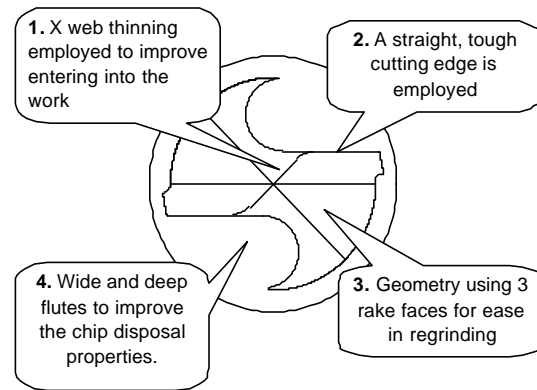 1. X web thinning
employed to improve
entering into the
work
2. A straight, tough
cutting edge is
employed
4. Wide and deep
flutes to improve
the chip disposal
properties.
3. Geometry using 3
rake faces for ease
in regrinding